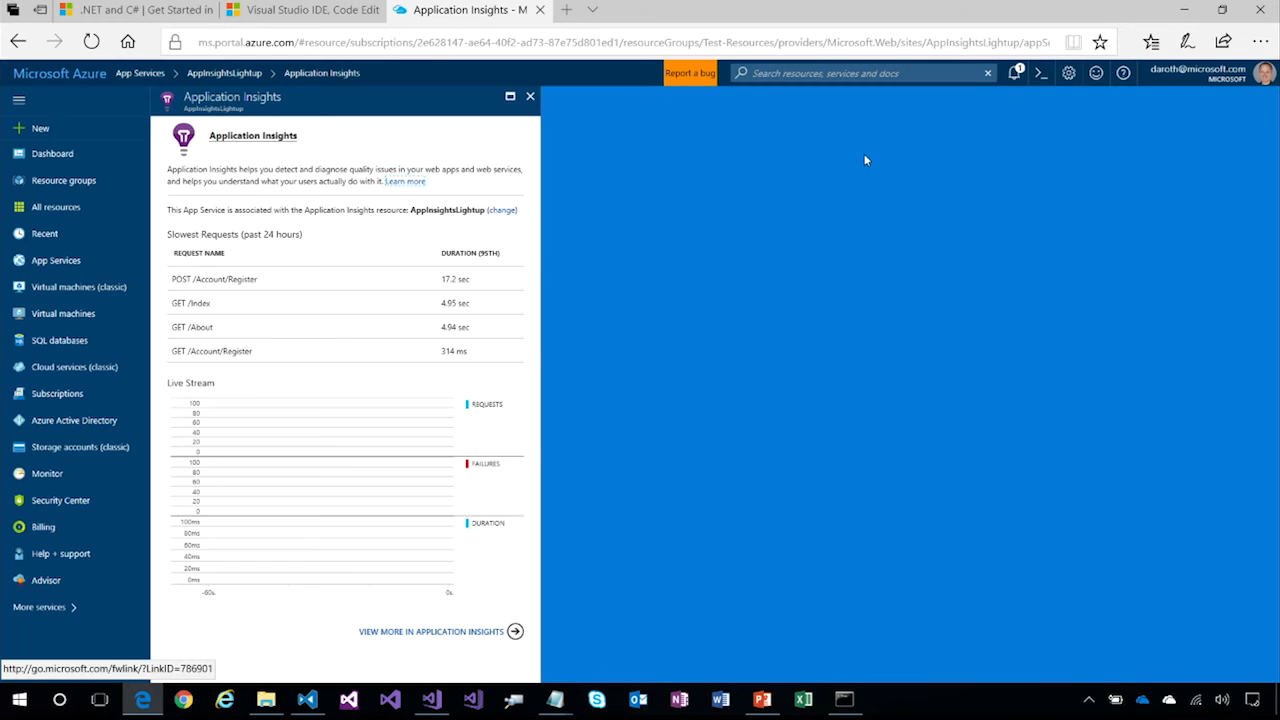 .NET and C# | Get Started in
Visual Studio IDE, Code Edit
Application Insights - M
ms.portal.azure.com/#resource/subscriptions/2e628147-ae64-40f2-ad73-87e75d801ed1/resourceGroups/Test-Resources/providers/Microsoft.Web/sites/AppInsightsLightup/appSe
Microsoft Azure
App Services
AppInsightsLightup
Application Insights
Report a bug
Search resources, services and docs
1
daroth@microsoft.com
MICROSOFT
New
Dashboard
Resource groups
All resources
Recent
App Services
Virtual machines (classic)
Virtual machines
SQL databases
Cloud services (classic)
Subscriptions
Azure Active Directory
Storage accounts (classic)
Monitor
Security Center
Billing
Help + support
Advisor
More services
Application Insights
AppInsightsLightup
Application Insights
Application Insights helps you detect and diagnose quality issues in your web apps and web services,
and helps you understand what your users actually do with it. Learn more
This App Service is associated with the Application Insights resource: AppInsightsLightup (change)
Slowest Requests (past 24 hours)
REQUEST NAME DURATION (95TH)
POST /Account/Register 17.2 sec
GET /Index 4.95 sec
GET /About 4.94 sec
GET /Account/Register 314 ms
Live Stream
100 REQUESTS
80
60
40
20
0
100 FAILURES
80
60
40
20
0
100ms DURATION
80ms
60ms
40ms
20ms
0ms
-60s 0s
VIEW MORE IN APPLICATION INSIGHTS
http://go.microsoft.com/fwlink/?LinkID=786901